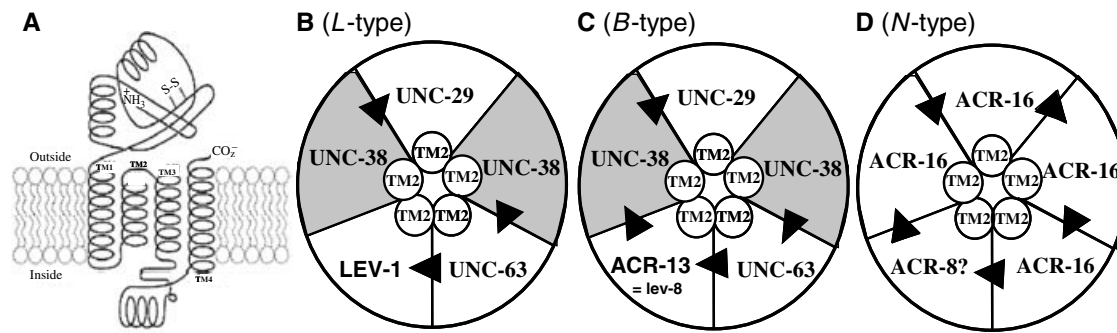 A
B (L-type)
C (B-type)
D (N-type)
S-S
+
NH3
CO2−
Outside
TM1
TM2
TM3
Inside
TM4
UNC-29
UNC-38
UNC-38
TM2
TM2
TM2
TM2
TM2
LEV-1
UNC-63
UNC-29
UNC-38
UNC-38
TM2
TM2
TM2
TM2
TM2
ACR-13
= lev-8
UNC-63
ACR-16
ACR-16
ACR-16
TM2
TM2
TM2
TM2
TM2
ACR-8?
ACR-16